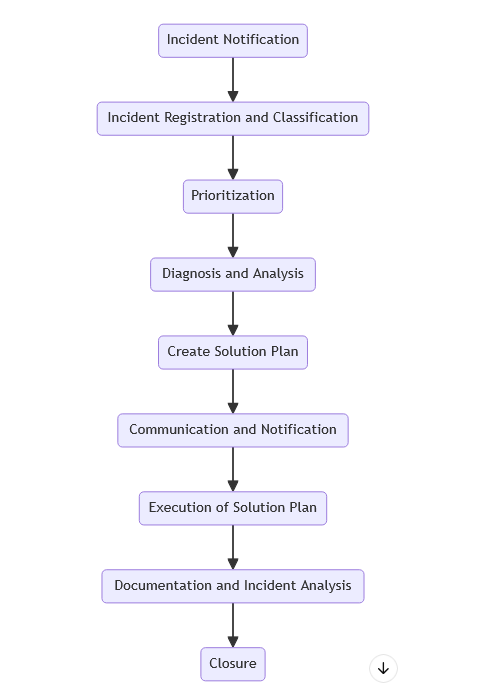 Incident Notification
Incident Registration and Classification
Prioritization
Diagnosis and Analysis
Create Solution Plan
Communication and Notification
Execution of Solution Plan
Documentation and Incident Analysis
Closure